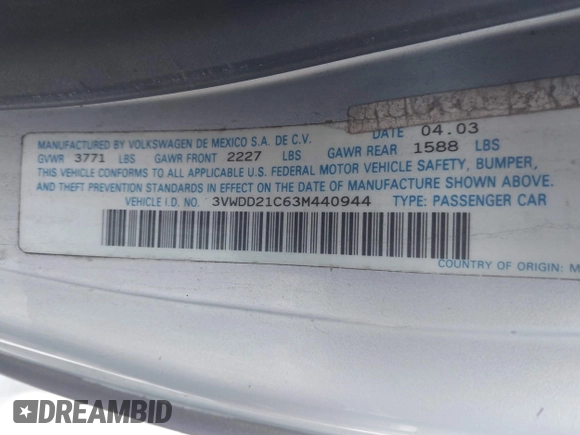 DATE 04.03
MANUFACTURED BY VOLKSWAGEN DE MEXICO S.A. DE C.V.
GVWR 3771 LBS GAWR FRONT 2227 LBS GAWR REAR 1588 LBS
THIS VEHICLE CONFORMS TO ALL APPLICABLE U.S. FEDERAL MOTOR VEHICLE SAFETY, BUMPER,
AND THEFT PREVENTION STANDARDS IN EFFECT ON THE DATE OF MANUFACTURE SHOWN ABOVE.
VEHICLE I.D. NO. 3VWDD21C63M440944 TYPE: PASSENGER CAR
COUNTRY OF ORIGIN: M
DREAMBID